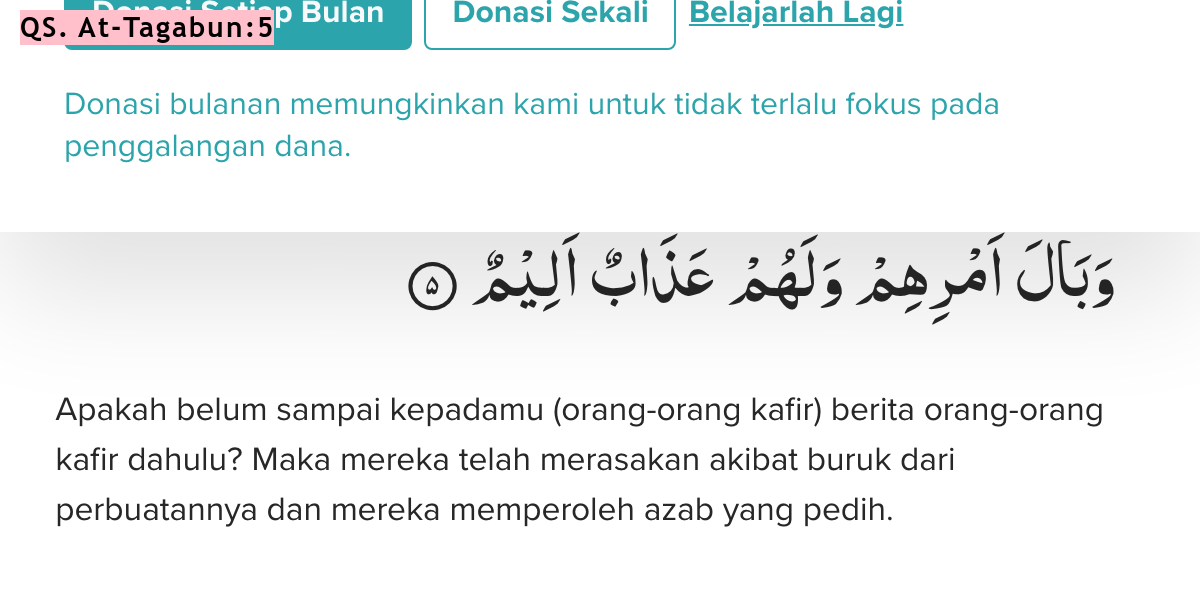 Donasi Setiap Bulan Donasi Sekali Belajarlah Lagi
QS. At-Tagabun:5
Donasi bulanan memungkinkan kami untuk tidak terlalu fokus pada
penggalangan dana.
وَبَالَ اَمْرِهِمْ وَلَهُمْ عَذَابٌ اَلِيْمٌ ۝٥
Apakah belum sampai kepadamu (orang-orang kafir) berita orang-orang
kafir dahulu? Maka mereka telah merasakan akibat buruk dari
perbuatannya dan mereka memperoleh azab yang pedih.